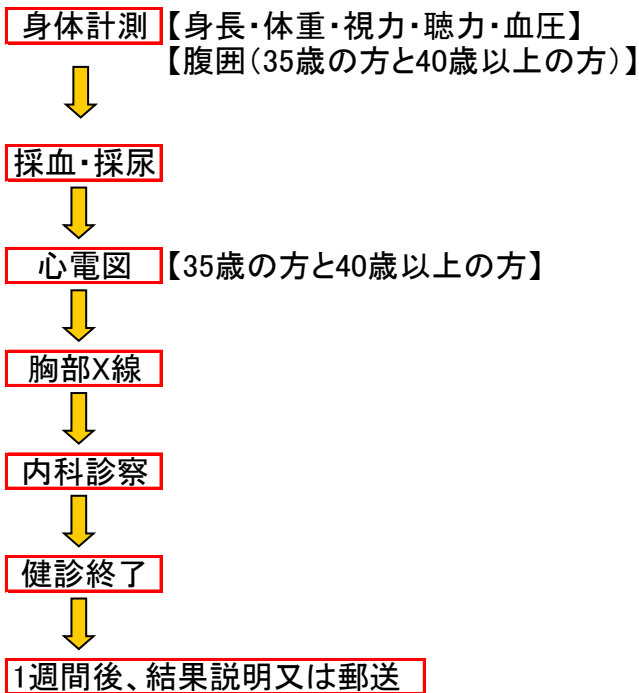 身体計測【身長・体重・視力・聴力・血圧】
【腹囲（35歳の方と40歳以上の方）】
採血・採尿
心電図【35歳の方と40歳以上の方】
胸部X線
内科診察
健診終了
1週間後、結果説明又は郵送